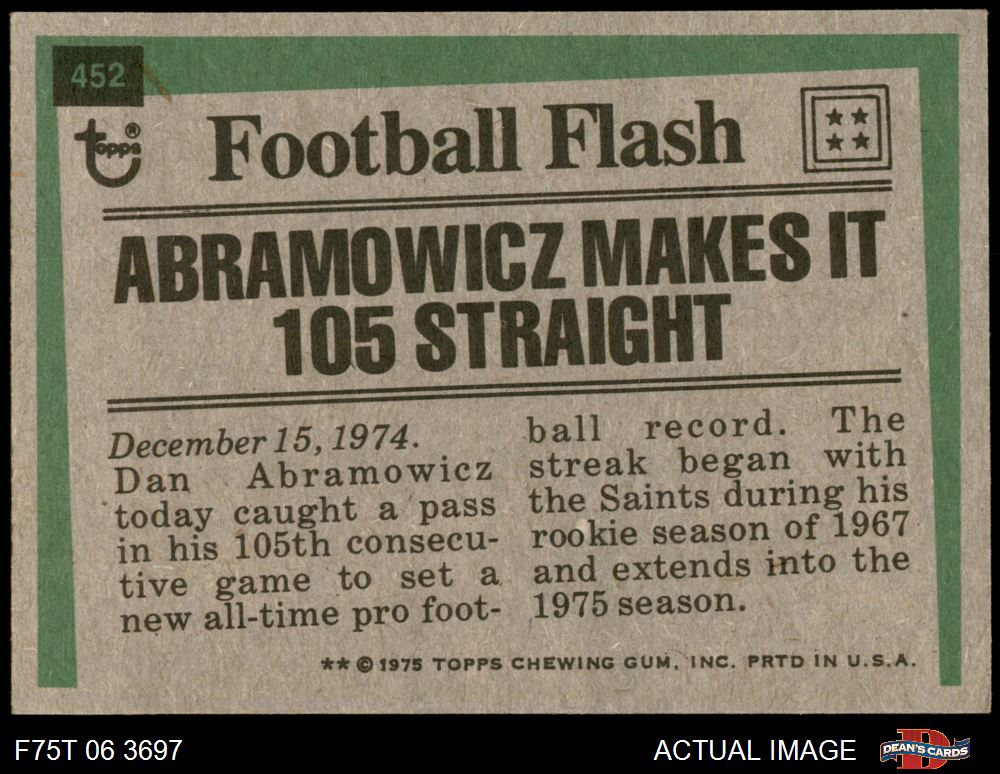 452
topps®
Football Flash
ABRAMOWICZ MAKES IT
105 STRAIGHT
December 15, 1974.
Dan Abramowicz
today caught a pass
in his 105th consecu-
tive game to set a
new all-time pro foot-
ball record. The
streak began with
the Saints during his
rookie season of 1967
and extends into the
1975 season.
** © 1975 TOPPS CHEWING GUM, INC. PRTD IN U.S.A.
F75T 06 3697
ACTUAL IMAGE
DEAN'S CARDS